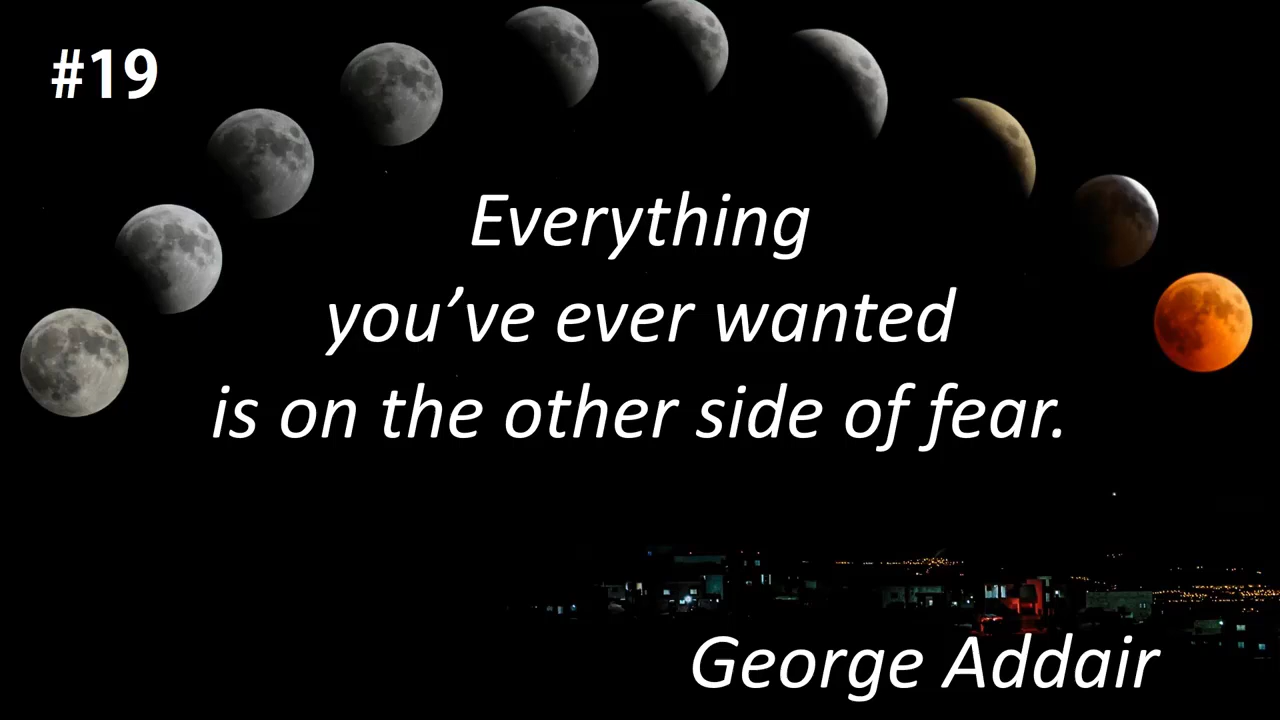 #19
Everything
you’ve ever wanted
is on the other side of fear.
George Addair